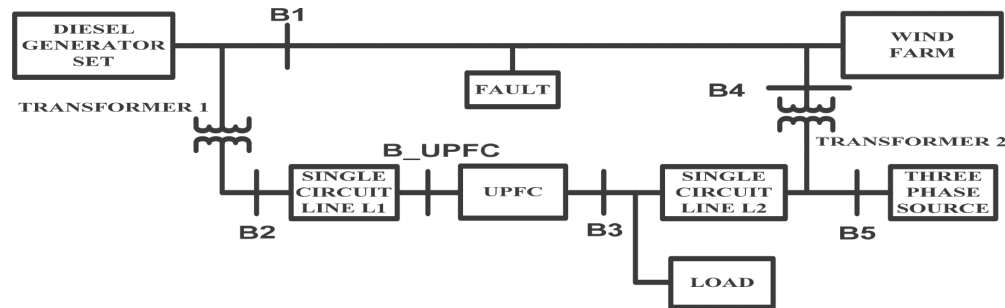 B1
DIESEL
GENERATOR
SET
WIND
FARM
FAULT
B4
TRANSFORMER 1
TRANSFORMER 2
B_UPFC
SINGLE
CIRCUIT
LINE L1
UPFC
SINGLE
CIRCUIT
LINE L2
THREE
PHASE
SOURCE
B2
B3
B5
LOAD